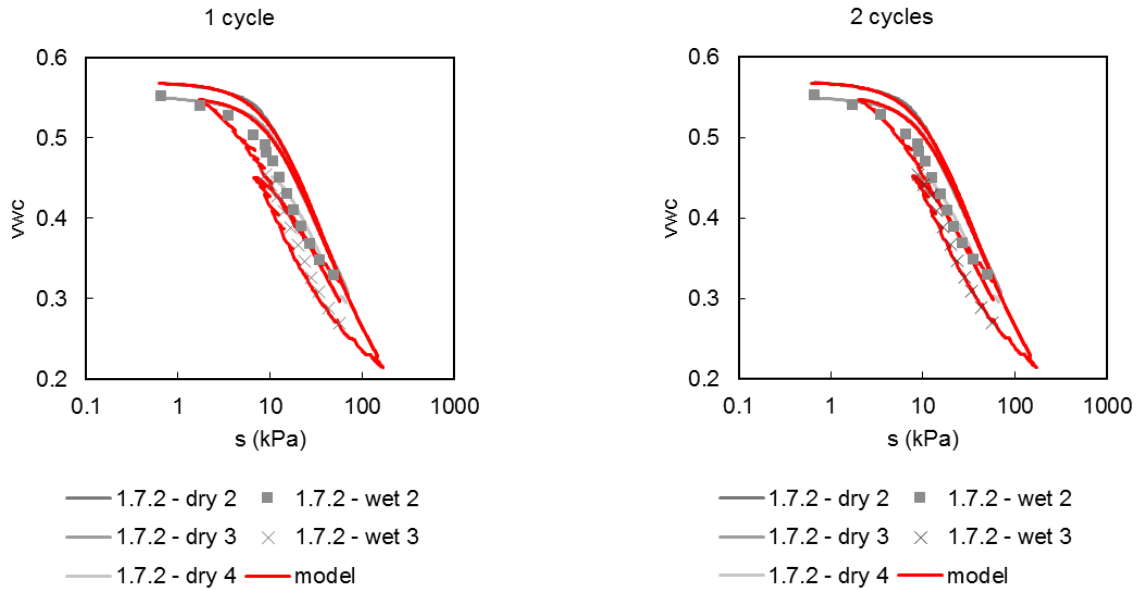 1 cycle
0.6
0.5
0.4
0.3
0.2
vwc
0.1 1 10 100 1000
s (kPa)
1.7.2 - dry 2 1.7.2 - wet 2
1.7.2 - dry 3 1.7.2 - wet 3
1.7.2 - dry 4 model
2 cycles
0.6
0.5
0.4
0.3
0.2
vwc
0.1 1 10 100 1000
s (kPa)
1.7.2 - dry 2 1.7.2 - wet 2
1.7.2 - dry 3 1.7.2 - wet 3
1.7.2 - dry 4 model